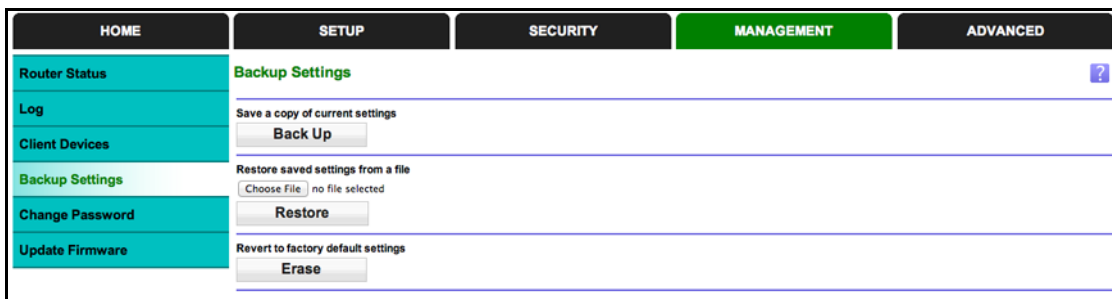 HOME SETUP SECURITY MANAGEMENT ADVANCED
Router Status
Log
Client Devices
Backup Settings
Change Password
Update Firmware
Backup Settings
?
Save a copy of current settings
Back Up
Restore saved settings from a file
Choose File no file selected
Restore
Revert to factory default settings
Erase